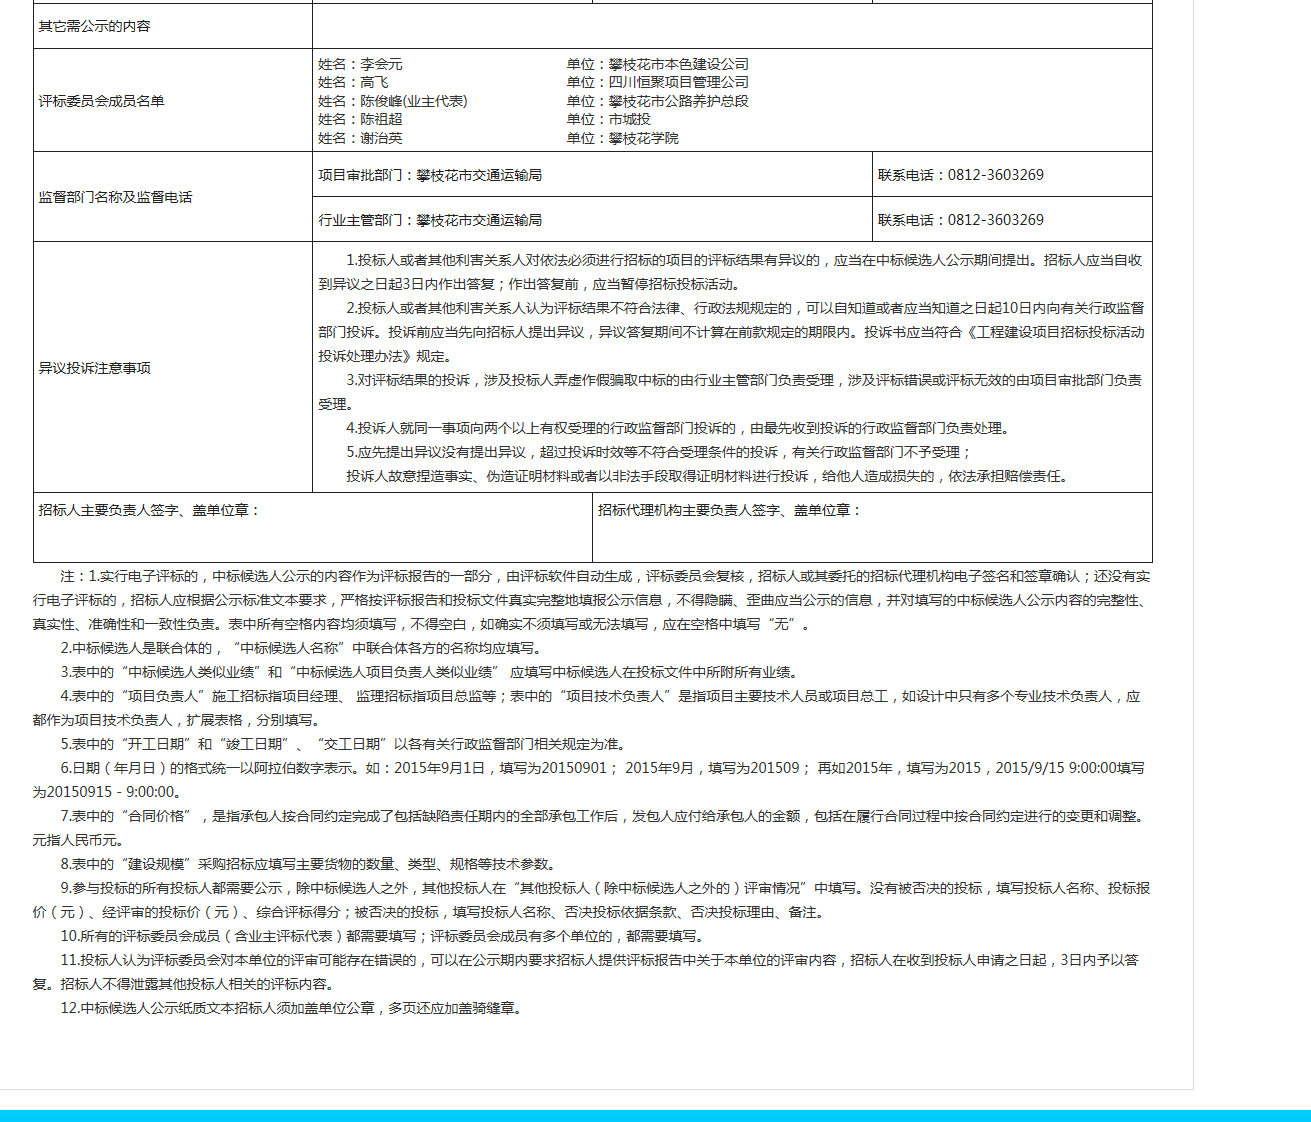 其它需公示的内容
评标委员会成员名单
姓名：李会元 单位：攀枝花市本色建设公司
姓名：高飞 单位：四川恒聚项目管理公司
姓名：陈俊峰(业主代表) 单位：攀枝花市公路养护总段
姓名：陈祖超 单位：市城投
姓名：谢治英 单位：攀枝花学院
监督部门名称及监督电话
项目审批部门：攀枝花市交通运输局 联系电话：0812-3603269
行业主管部门：攀枝花市交通运输局 联系电话：0812-3603269
异议投诉注意事项
1.投标人或者其他利害关系人对依法必须进行招标的项目的评标结果有异议的，应当在中标候选人公示期间提出。招标人应当自收
到异议之日起3日内作出答复；作出答复前，应当暂停招标投标活动。
2.投标人或者其他利害关系人认为评标结果不符合法律、行政法规规定的，可以自知道或者应当知道之日起10日内向有关行政监督
部门投诉。投诉前应当先向招标人提出异议，异议答复期间不计算在前款规定的期限内。投诉书应当符合《工程建设项目招标投标活动
投诉处理办法》规定。
3.对评标结果的投诉，涉及投标人弄虚作假骗取中标的由行业主管部门负责受理，涉及评标错误或评标无效的由项目审批部门负责
受理。
4.投诉人就同一事项向两个以上有权受理的行政监督部门投诉的，由最先收到投诉的行政监督部门负责处理。
5.应先提出异议没有提出异议，超过投诉时效等不符合受理条件的投诉，有关行政监督部门不予受理；
投诉人故意捏造事实、伪造证明材料或者以非法手段取得证明材料进行投诉，给他人造成损失的，依法承担赔偿责任。
招标人主要负责人签字、盖单位章： 招标代理机构主要负责人签字、盖单位章：
注：1.实行电子评标的，中标候选人公示的内容作为评标报告的一部分，由评标软件自动生成，评标委员会复核，招标人或其委托的招标代理机构电子签名和签章确认；还没有实
行电子评标的，招标人应根据公示标准文本要求，严格按评标报告和投标文件真实完整地填报公示信息，不得隐瞒、歪曲应当公示的信息，并对填写的中标候选人公示内容的完整性、
真实性、准确性和一致性负责。表中所有空格内容均须填写，不得空白，如确实不须填写或无法填写，应在空格中填写“无”。
2.中标候选人是联合体的，“中标候选人名称”中联合体各方的名称均应填写。
3.表中的“中标候选人类似业绩”和“中标候选人项目负责人类似业绩” 应填写中标候选人在投标文件中所附所有业绩。
4.表中的“项目负责人”施工招标指项目经理、 监理招标指项目总监等；表中的“项目技术负责人”是指项目主要技术人员或项目总工，如设计中只有多个专业技术负责人，应
都作为项目技术负责人，扩展表格，分别填写。
5.表中的“开工日期”和“竣工日期”、“交工日期”以各有关行政监督部门相关规定为准。
6.日期（年月日）的格式统一以阿拉伯数字表示。如：2015年9月1日，填写为20150901； 2015年9月，填写为201509； 再如2015年，填写为2015，2015/9/15 9:00:00填写
为20150915－9:00:00。
7.表中的“合同价格”，是指承包人按合同约定完成了包括缺陷责任期内的全部承包工作后，发包人应付给承包人的金额，包括在履行合同过程中按合同约定进行的变更和调整。
元指人民币元。
8.表中的“建设规模”采购招标应填写主要货物的数量、类型、规格等技术参数。
9.参与投标的所有投标人都需要公示，除中标候选人之外，其他投标人在“其他投标人（除中标候选人之外的）评审情况”中填写。没有被否决的投标，填写投标人名称、投标报
价（元）、经评审的投标价（元）、综合评标得分；被否决的投标，填写投标人名称、否决投标依据条款、否决投标理由、备注。
10.所有的评标委员会成员（含业主评标代表）都需要填写；评标委员会成员有多个单位的，都需要填写。
11.投标人认为评标委员会对本单位的评审可能存在错误的，可以在公示期内要求招标人提供评标报告中关于本单位的评审内容，招标人在收到投标人申请之日起，3日内予以答
复。招标人不得泄露其他投标人相关的评标内容。
12.中标候选人公示纸质文本招标人须加盖单位公章，多页还应加盖骑缝章。